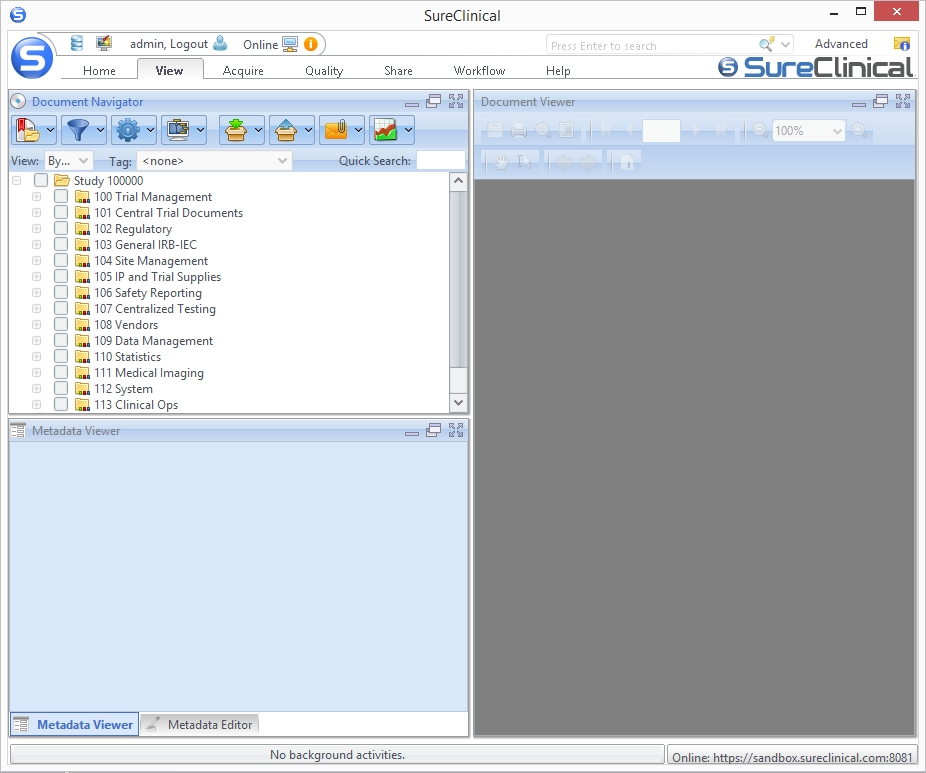 SureClinical
admin, Logout Online Press Enter to search Advanced
Home View Acquire Quality Share Workflow Help SureClinical
Document Navigator
View: By... Tag: <none> Quick Search:
Study 100000
100 Trial Management
101 Central Trial Documents
102 Regulatory
103 General IRB-IEC
104 Site Management
105 IP and Trial Supplies
106 Safety Reporting
107 Centralized Testing
108 Vendors
109 Data Management
110 Statistics
111 Medical Imaging
112 System
113 Clinical Ops
Metadata Viewer
Metadata Viewer Metadata Editor
Document Viewer
100%
No background activities. Online: https://sandbox.sureclinical.com:8081